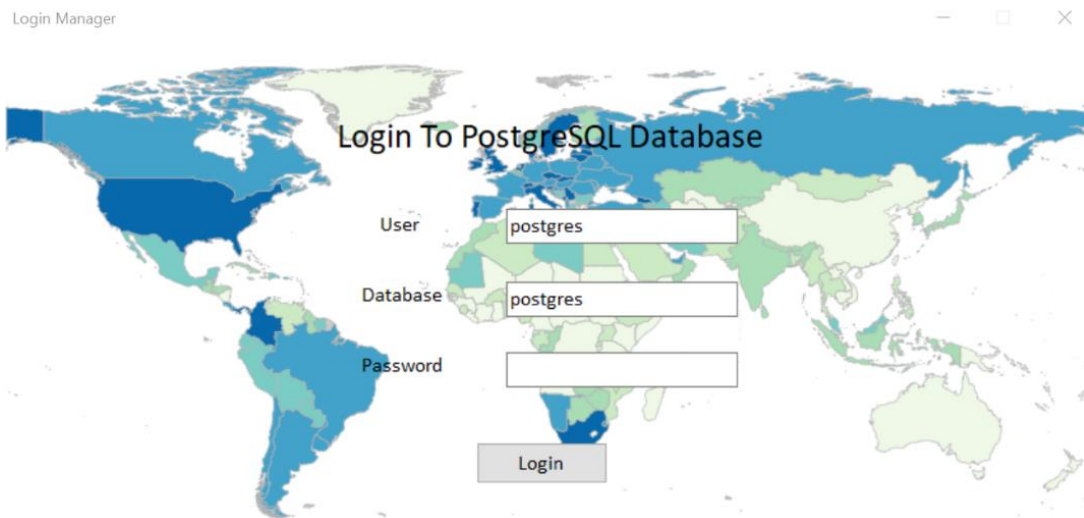 Login Manager
Login To PostgreSQL Database
User
postgres
Database
postgres
Password
Login